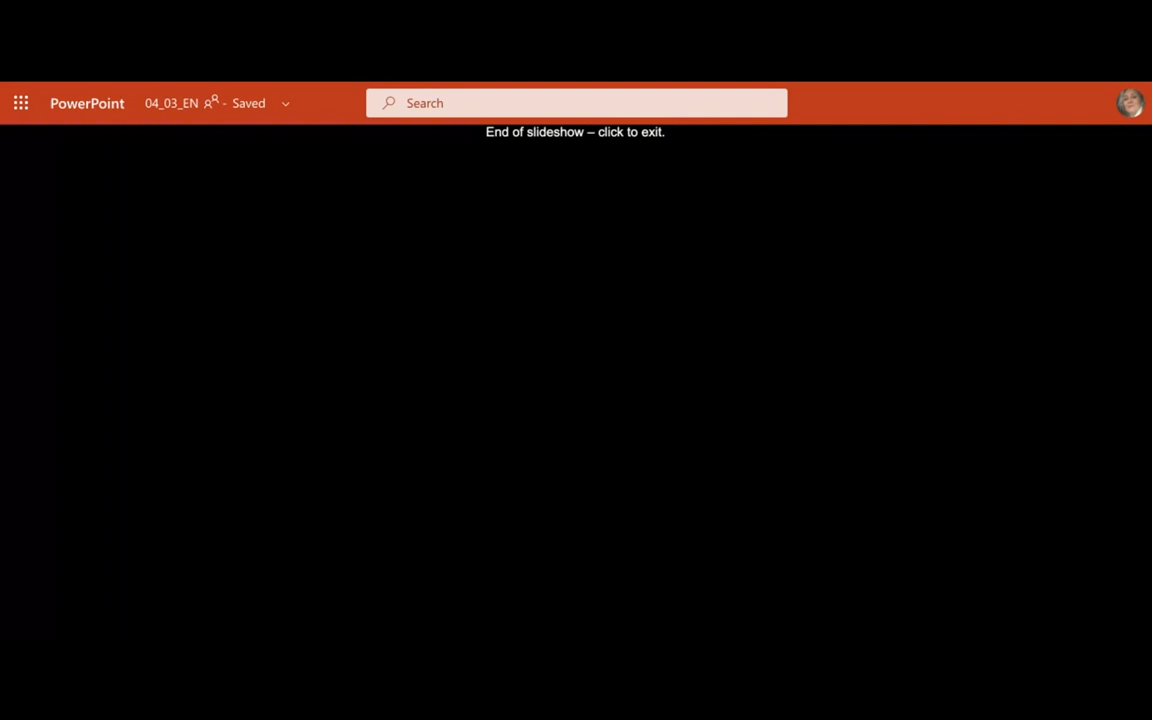 PowerPoint 04_03_EN - Saved Search
End of slideshow – click to exit.